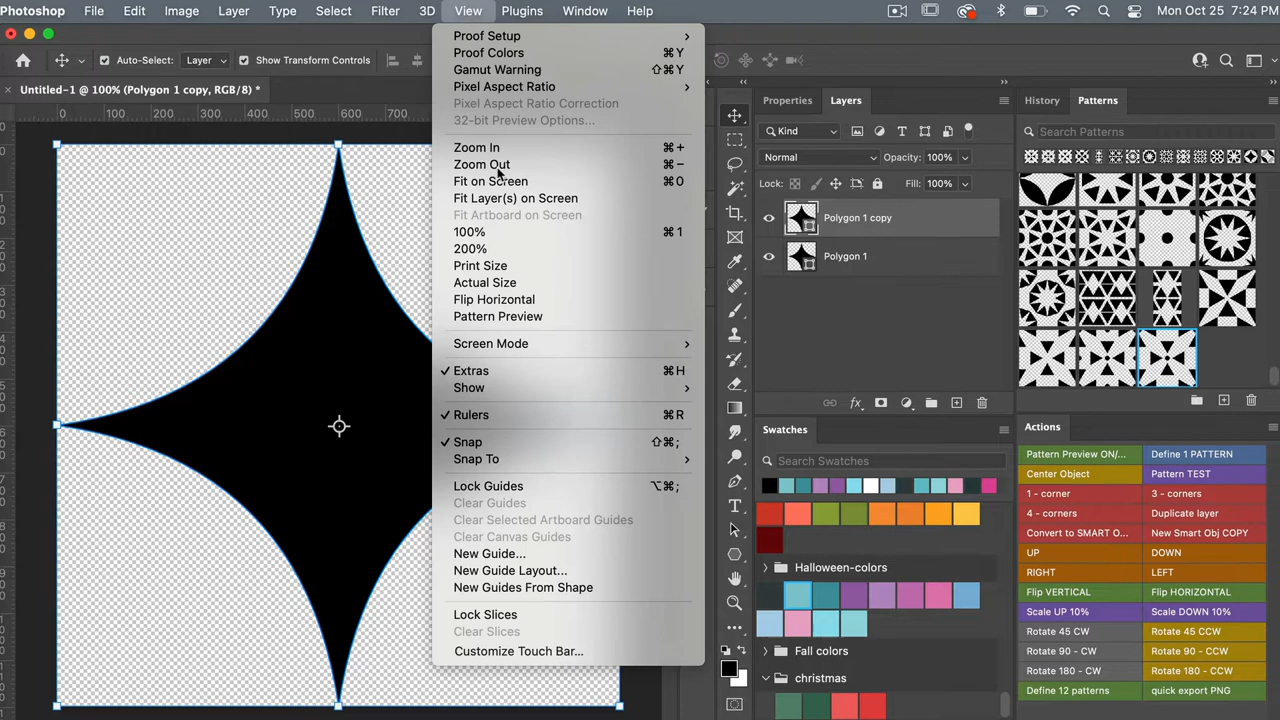 Photoshop File Edit Image Layer Type Select Filter 3D View Plugins Window Help Mon Oct 25 7:24 PM
Auto-Select: Layer Show Transform Controls
× Untitled-1 @ 100% (Polygon 1 copy, RGB/8) *
0 100 200 300 400 500 600 700
Proof Setup
Proof Colors ⌘Y
Gamut Warning ⇧⌘Y
Pixel Aspect Ratio
Pixel Aspect Ratio Correction
32-bit Preview Options...
Zoom In ⌘+
Zoom Out ⌘−
Fit on Screen ⌘0
Fit Layer(s) on Screen
Fit Artboard on Screen
100% ⌘1
200%
Print Size
Actual Size
Flip Horizontal
Pattern Preview
Screen Mode
Extras ⌘H
Show
Rulers ⌘R
Snap ⇧⌘;
Snap To
Lock Guides ⌥⌘;
Clear Guides
Clear Selected Artboard Guides
Clear Canvas Guides
New Guide...
New Guide Layout...
New Guides From Shape
Lock Slices
Clear Slices
Customize Touch Bar...
Properties Layers
Kind
Normal Opacity: 100%
Lock: Fill: 100%
Polygon 1 copy
Polygon 1
Swatches
Search Swatches
Halloween-colors
Fall colors
christmas
History Patterns
Search Patterns
Actions
Pattern Preview ON/... Define 1 PATTERN
Center Object Pattern TEST
1 - corner 3 - corners
4 - corners Duplicate layer
Convert to SMART O... New Smart Obj COPY
UP DOWN
RIGHT LEFT
Flip VERTICAL Flip HORIZONTAL
Scale UP 10% Scale DOWN 10%
Rotate 45 CW Rotate 45 CCW
Rotate 90 - CW Rotate 90 - CCW
Rotate 180 - CW Rotate 180 - CCW
Define 12 patterns quick export PNG